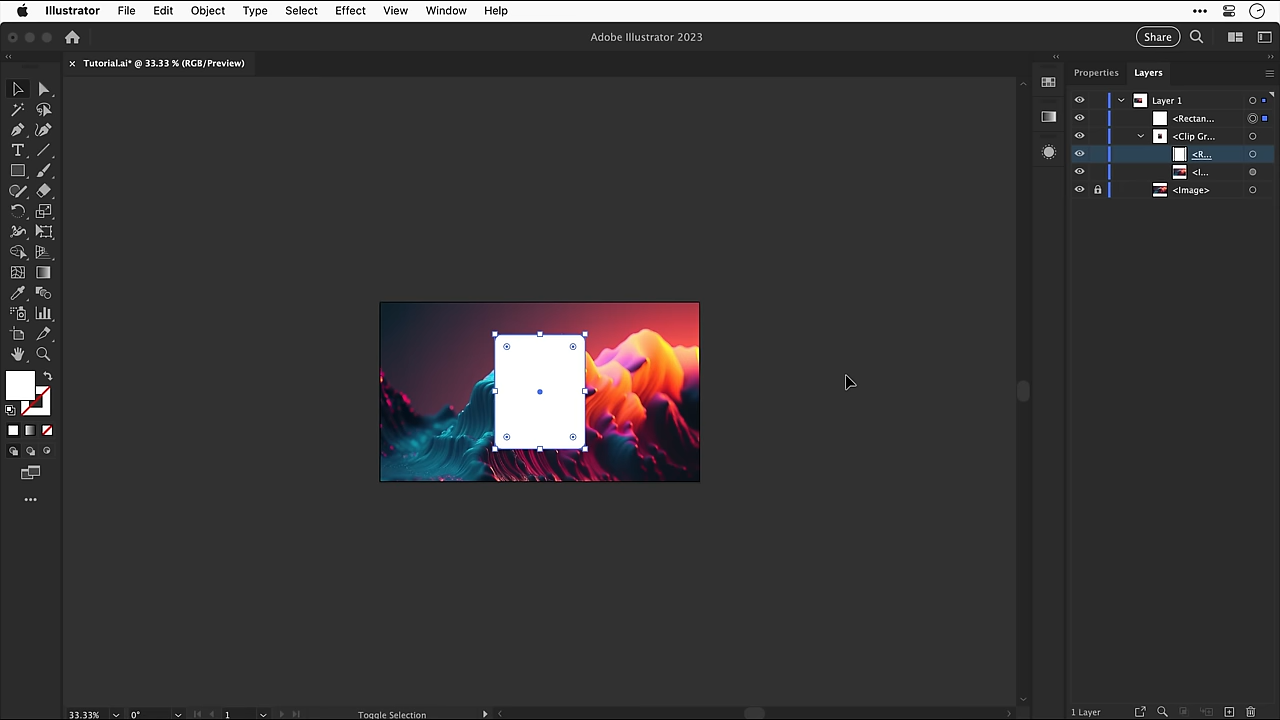 Illustrator File Edit Object Type Select Effect View Window Help
Adobe Illustrator 2023
Share
Tutorial.ai* @ 33.33 % (RGB/Preview)
Properties Layers
Layer 1
<Rectan...
<Clip Gr...
<R...
<I...
<Image>
33.33% 0° 1 Toggle Selection
1 Layer